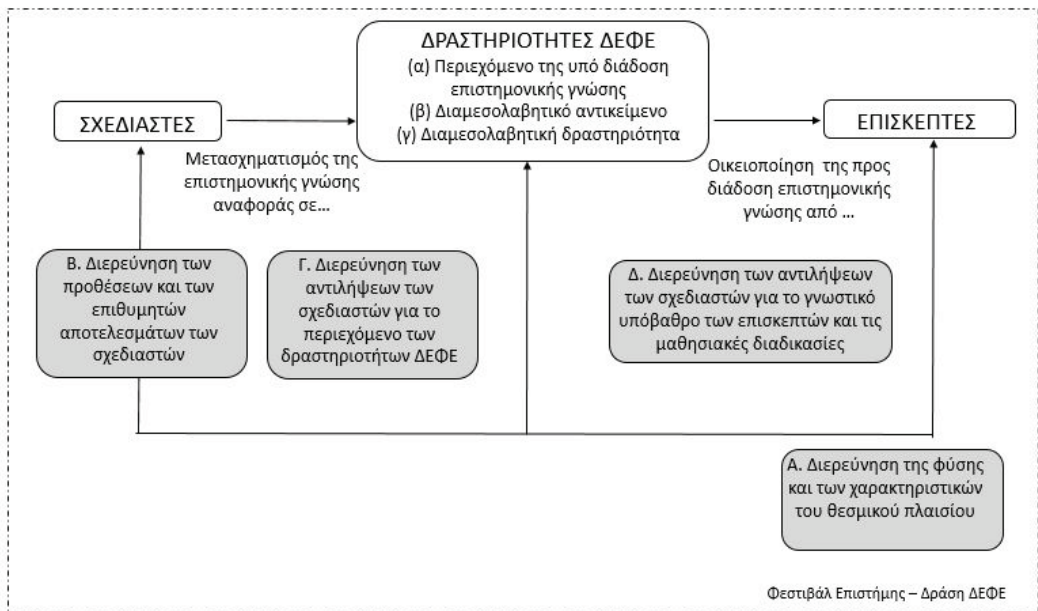 ΔΡΑΣΤΗΡΙΟΤΗΤΕΣ ΔΕΦΕ
(α) Περιεχόμενο της υπό διάδοση
επιστημονικής γνώσης
(β) Διαμεσολαβητικό αντικείμενο
(γ) Διαμεσολαβητική δραστηριότητα
ΣΧΕΔΙΑΣΤΕΣ
ΕΠΙΣΚΕΠΤΕΣ
Μετασχηματισμός της
επιστημονικής γνώσης
αναφοράς σε...
Οικειοποίηση της προς
διάδοση επιστημονικής
γνώσης από ...
Β. Διερεύνηση των
προθέσεων και των
επιθυμητών
αποτελεσμάτων των
σχεδιαστών
Γ. Διερεύνηση των
αντιλήψεων των
σχεδιαστών για το
περιεχόμενο των
δραστηριοτήτων ΔΕΦΕ
Δ. Διερεύνηση των αντιλήψεων
των σχεδιαστών για το γνωστικό
υπόβαθρο των επισκεπτών και τις
μαθησιακές διαδικασίες
Α. Διερεύνηση της φύσης
και των χαρακτηριστικών
του θεσμικού πλαισίου
Φεστιβάλ Επιστήμης – Δράση ΔΕΦΕ